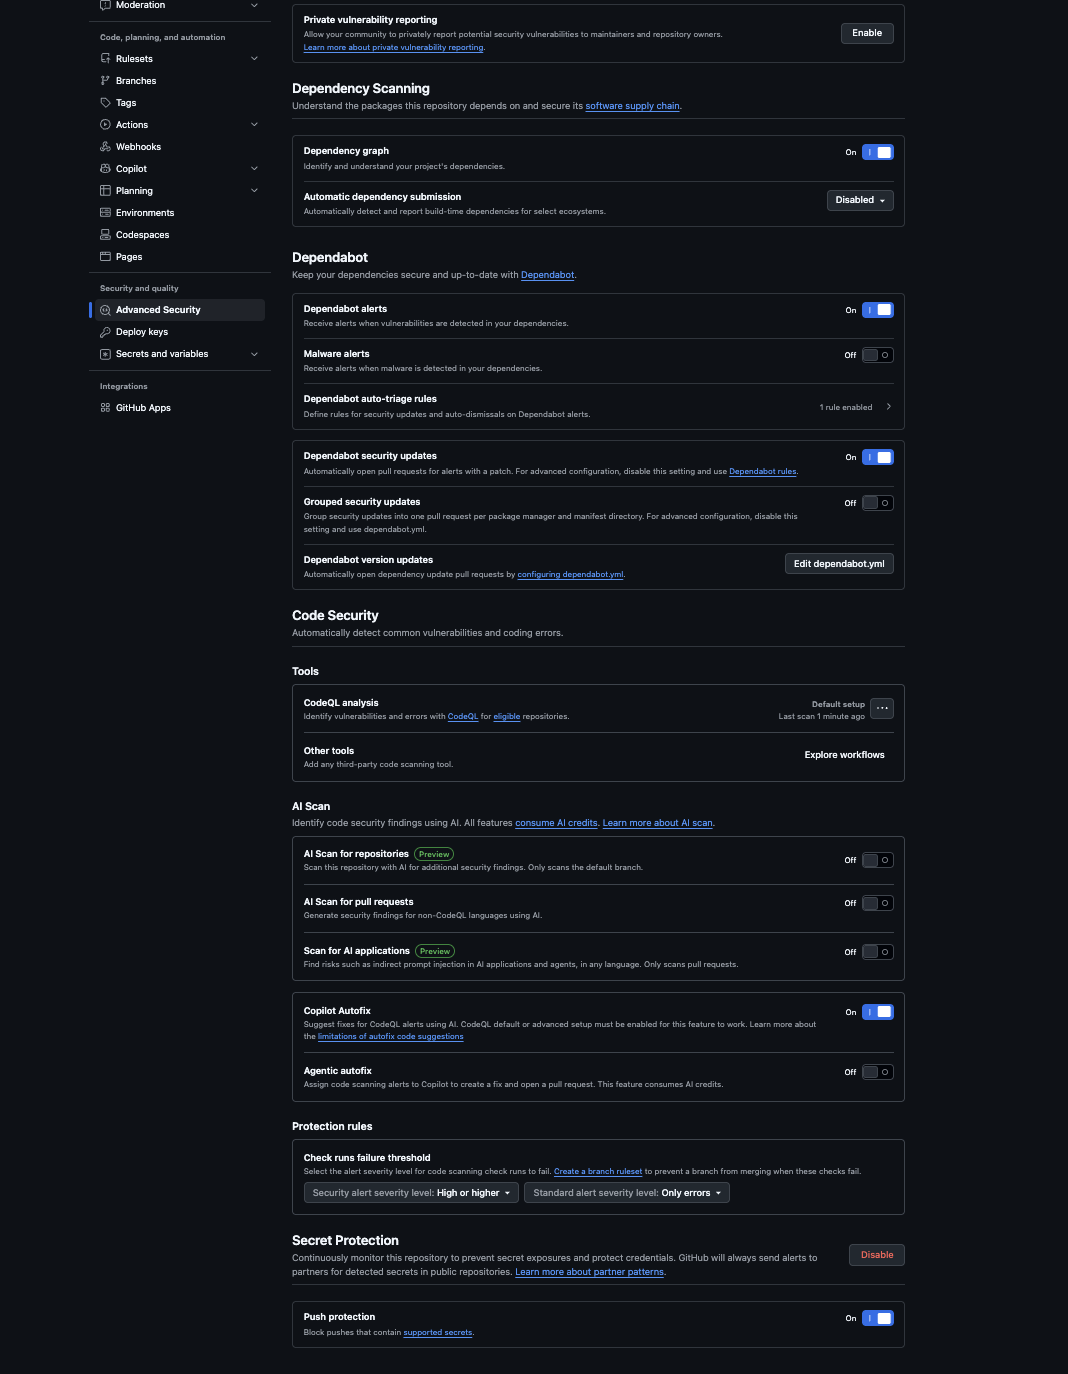 Moderation
Code, planning, and automation
Rulesets
Branches
Tags
Actions
Webhooks
Copilot
Planning
Environments
Codespaces
Pages
Security and quality
Advanced Security
Deploy keys
Secrets and variables
Integrations
GitHub Apps
Private vulnerability reporting
Allow your community to privately report potential security vulnerabilities to maintainers and repository owners.
Learn more about private vulnerability reporting.
Enable
Dependency Scanning
Understand the packages this repository depends on and secure its software supply chain.
Dependency graph
Identify and understand your project's dependencies.
On
Automatic dependency submission
Automatically detect and report build-time dependencies for select ecosystems.
Disabled
Dependabot
Keep your dependencies secure and up-to-date with Dependabot.
Dependabot alerts
Receive alerts when vulnerabilities are detected in your dependencies.
On
Malware alerts
Receive alerts when malware is detected in your dependencies.
Off
Dependabot auto-triage rules
Define rules for security updates and auto-dismissals on Dependabot alerts.
1 rule enabled
Dependabot security updates
Automatically open pull requests for alerts with a patch. For advanced configuration, disable this setting and use Dependabot rules.
On
Grouped security updates
Group security updates into one pull request per package manager and manifest directory. For advanced configuration, disable this
setting and use dependabot.yml.
Off
Dependabot version updates
Automatically open dependency update pull requests by configuring dependabot.yml.
Edit dependabot.yml
Code Security
Automatically detect common vulnerabilities and coding errors.
Tools
CodeQL analysis
Identify vulnerabilities and errors with CodeQL for eligible repositories.
Default setup
Last scan 1 minute ago
Other tools
Add any third-party code scanning tool.
Explore workflows
AI Scan
Identify code security findings using AI. All features consume AI credits. Learn more about AI scan.
AI Scan for repositories Preview
Scan this repository with AI for additional security findings. Only scans the default branch.
Off
AI Scan for pull requests
Generate security findings for non-CodeQL languages using AI.
Off
Scan for AI applications Preview
Find risks such as indirect prompt injection in AI applications and agents, in any language. Only scans pull requests.
Off
Copilot Autofix
Suggest fixes for CodeQL alerts using AI. CodeQL default or advanced setup must be enabled for this feature to work. Learn more about
the limitations of autofix code suggestions
On
Agentic autofix
Assign code scanning alerts to Copilot to create a fix and open a pull request. This feature consumes AI credits.
Off
Protection rules
Check runs failure threshold
Select the alert severity level for code scanning check runs to fail. Create a branch ruleset to prevent a branch from merging when these checks fail.
Security alert severity level: High or higher
Standard alert severity level: Only errors
Secret Protection
Continuously monitor this repository to prevent secret exposures and protect credentials. GitHub will always send alerts to
partners for detected secrets in public repositories. Learn more about partner patterns.
Disable
Push protection
Block pushes that contain supported secrets.
On